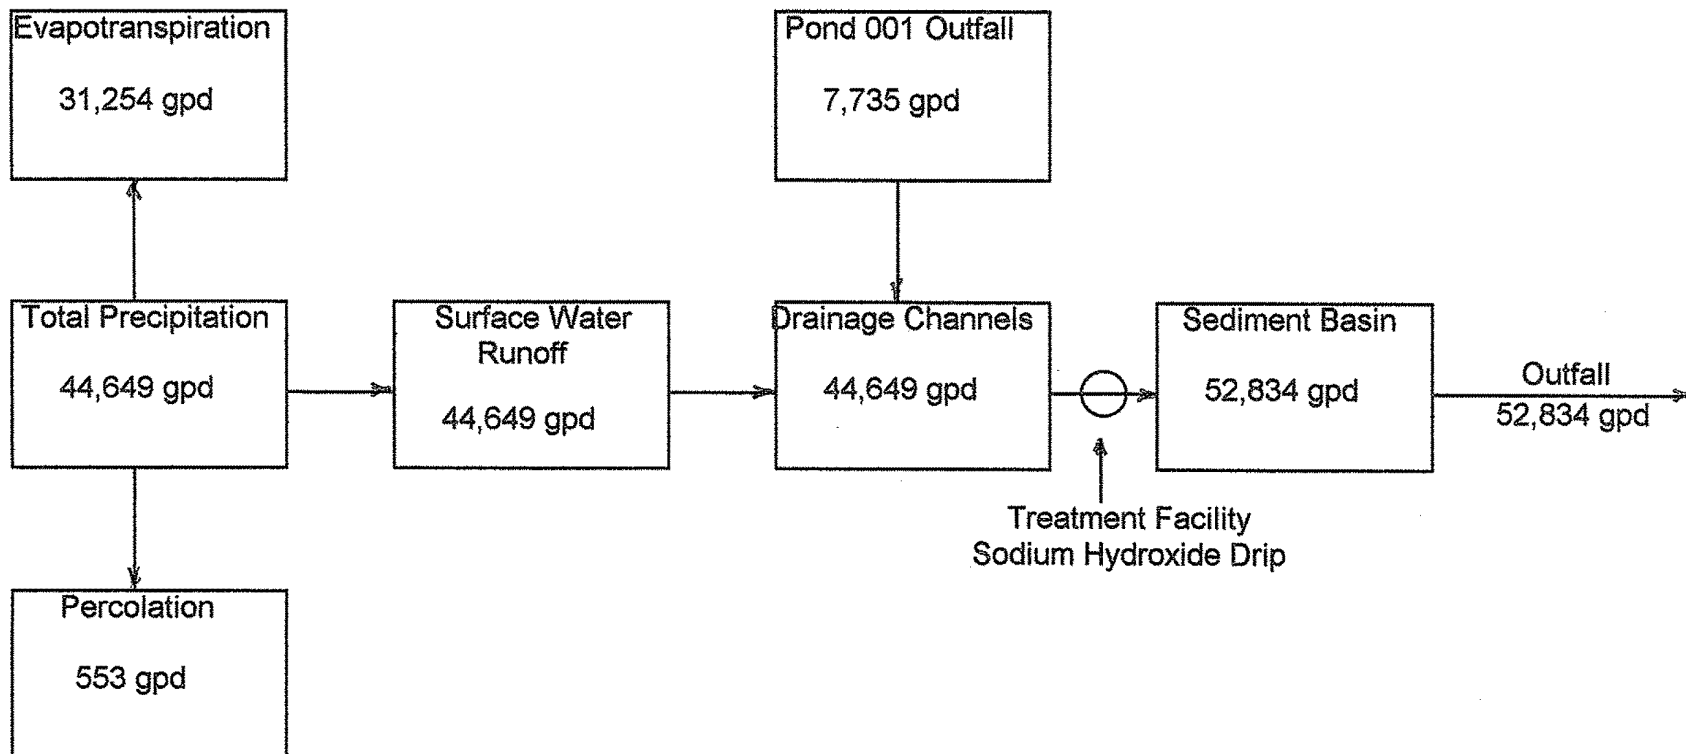 Evapotranspiration
31,254 gpd
Pond 001 Outfall
7,735 gpd
Total Precipitation
44,649 gpd
Surface Water
Runoff
44,649 gpd
Drainage Channels
44,649 gpd
Sediment Basin
52,834 gpd
Outfall
52,834 gpd
Treatment Facility
Sodium Hydroxide Drip
Percolation
553 gpd